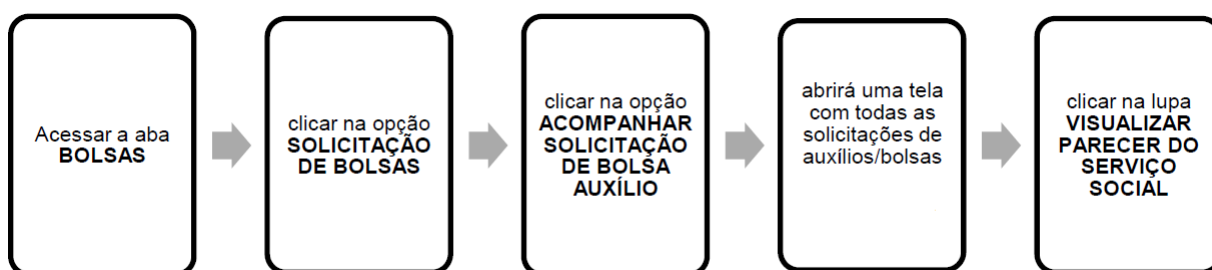 Acessar a aba
BOLSAS
clicar na opção
SOLICITAÇÃO
DE BOLSAS
clicar na opção
ACOMPANHAR
SOLICITAÇÃO
DE BOLSA
AUXÍLIO
abrirá uma tela
com todas as
solicitações de
auxílios/bolsas
clicar na lupa
VISUALIZAR
PARECER DO
SERVIÇO
SOCIAL